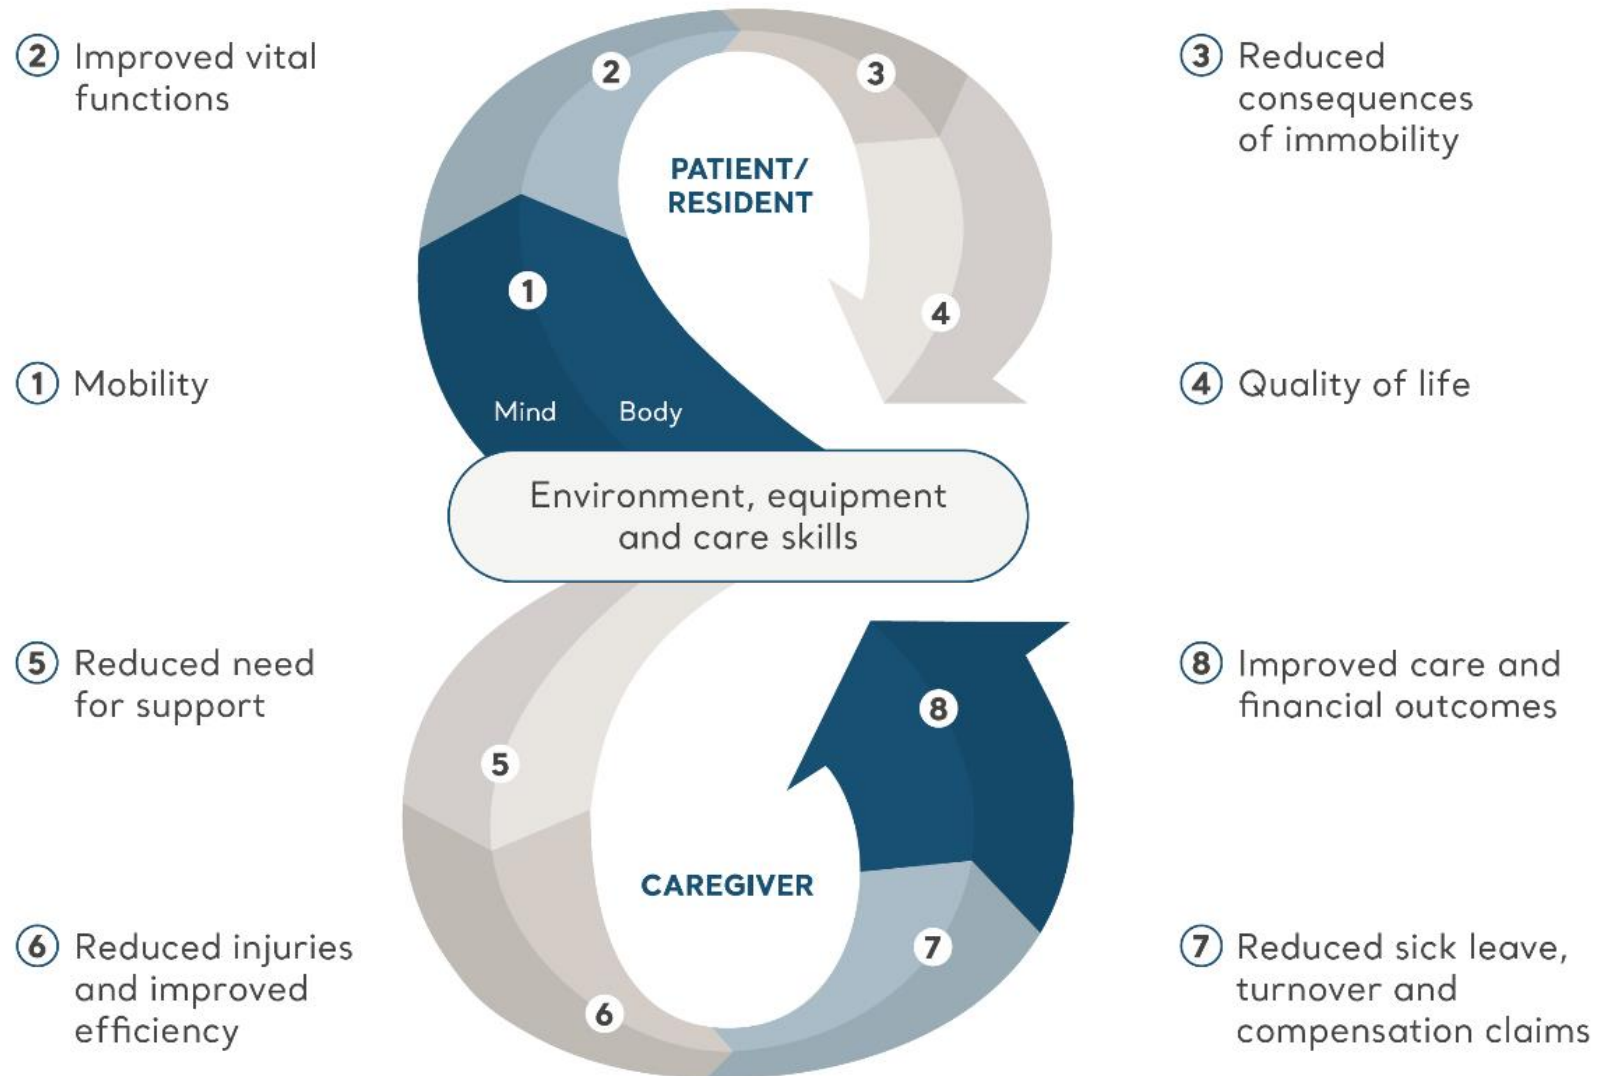 2 Improved vital
functions
2
3
3 Reduced
consequences
of immobility
PATIENT/
RESIDENT
1
4
1 Mobility
Mind Body
4 Quality of life
Environment, equipment
and care skills
5 Reduced need
for support
8
8 Improved care and
financial outcomes
5
CAREGIVER
6 Reduced injuries
and improved
efficiency
7
6
7 Reduced sick leave,
turnover and
compensation claims